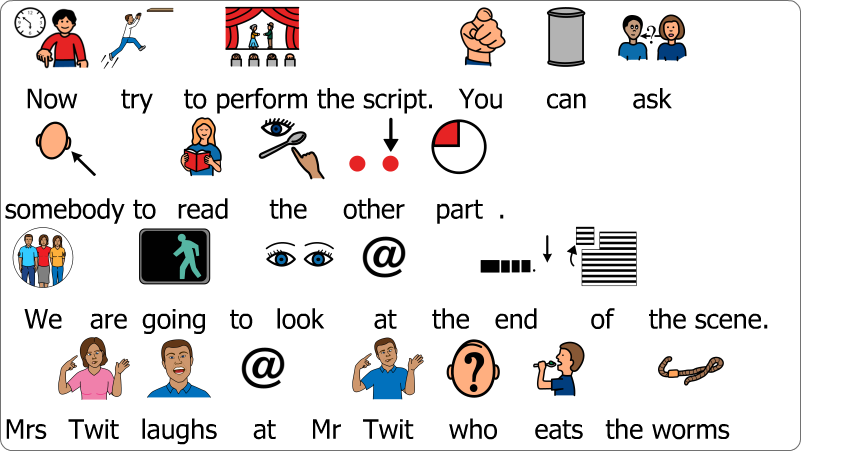 Now try to perform the script. You can ask
somebody to read the other part .
We are going to look at the end of the scene.
Mrs Twit laughs at Mr Twit who eats the worms